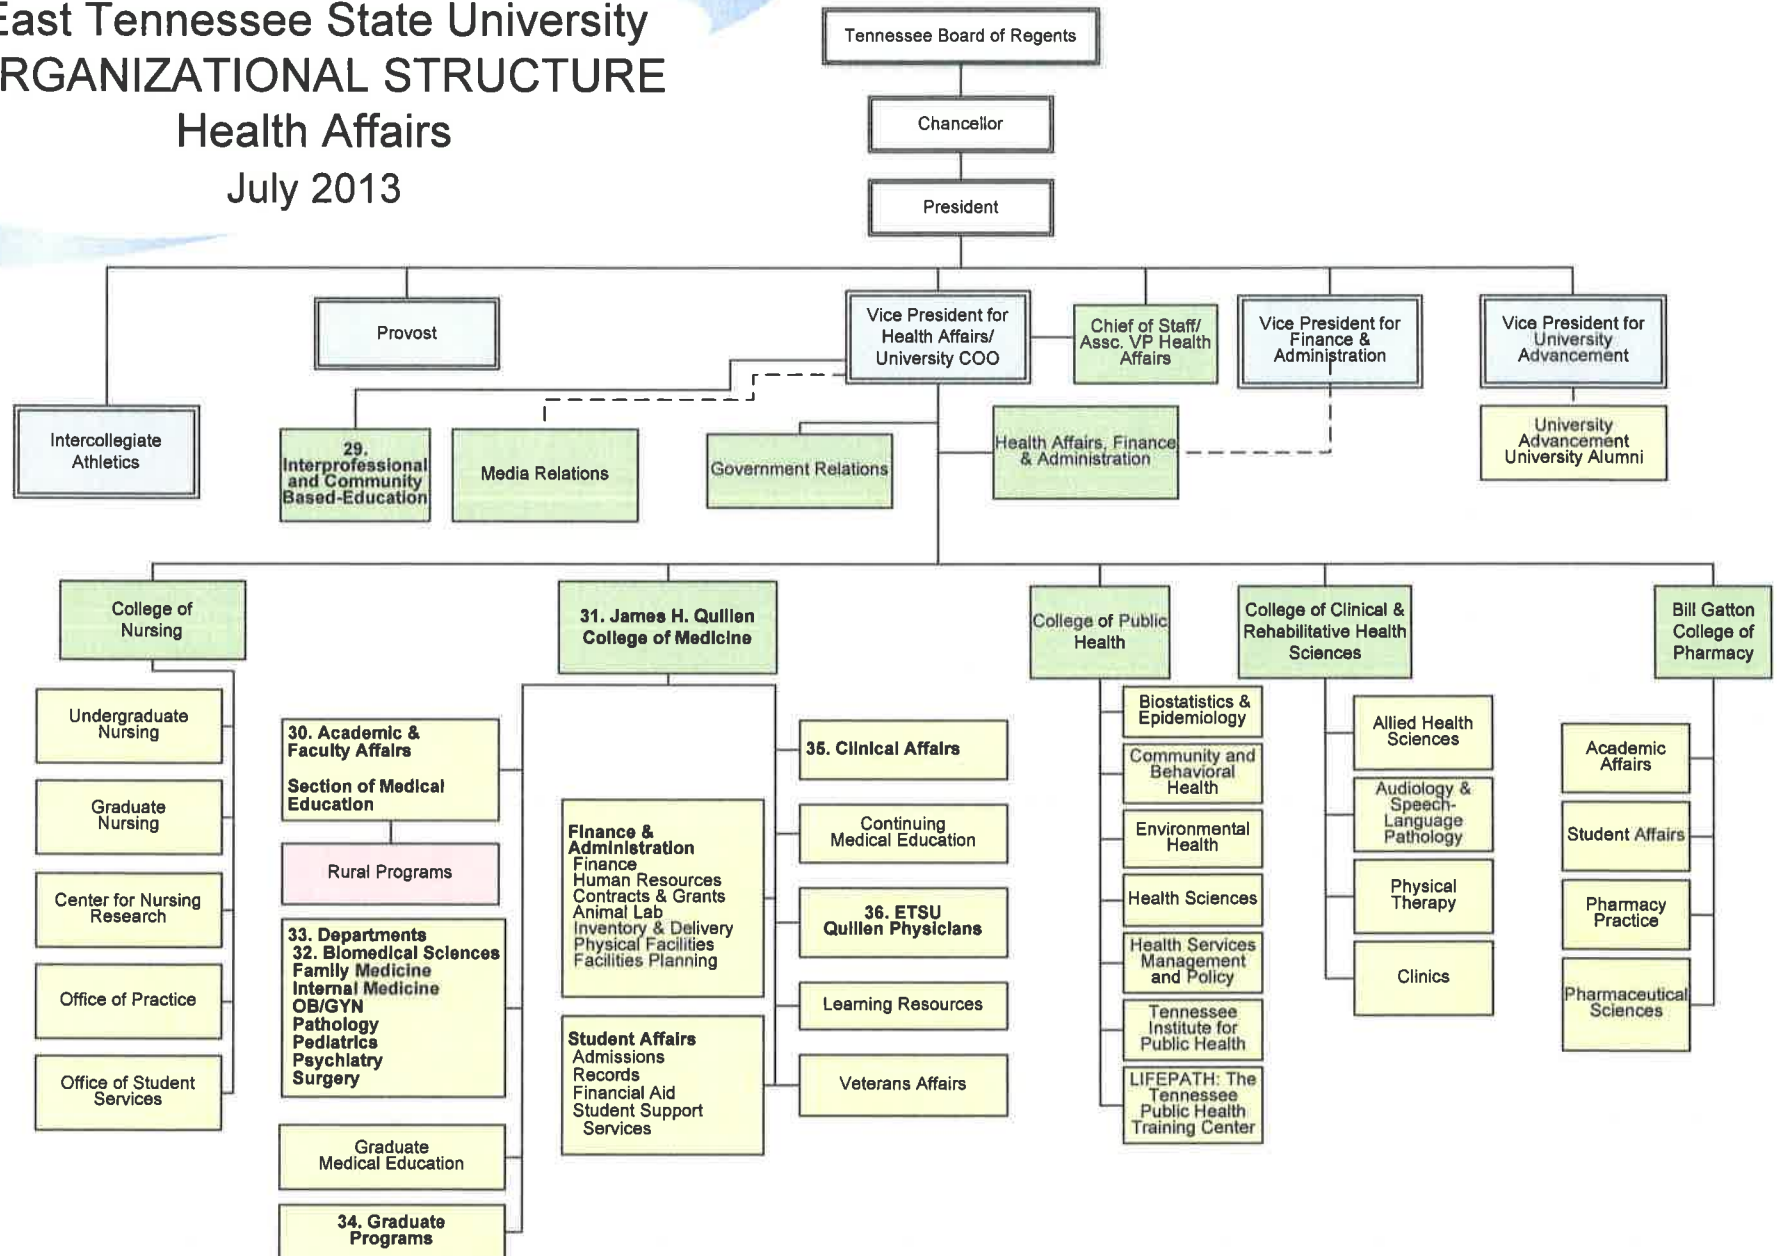 East Tennessee State University
RGANIZATIONAL STRUCTURE
Health Affairs
July 2013
Tennessee Board of Regents
Chancellor
President
Intercollegiate
Athletics
Provost
Vice President for
Health Affairs/
University COO
Chief of Staff/
Assc. VP Health
Affairs
Vice President for
Finance &
Administration
Vice President for
University
Advancement
29.
Interprofessional
and Community
Based-Education
Media Relations
Government Relations
Health Affairs, Finance
& Administration
University
Advancement
University Alumni
College of
Nursing
31. James H. Quillen
College of Medicine
College of Public
Health
College of Clinical &
Rehabilitative Health
Sciences
Bill Gatton
College of
Pharmacy
Undergraduate
Nursing
Graduate
Nursing
Center for Nursing
Research
Office of Practice
Office of Student
Services
30. Academic &
Faculty Affairs
Section of Medical
Education
Rural Programs
33. Departments
32. Biomedical Sciences
Family Medicine
Internal Medicine
OB/GYN
Pathology
Pediatrics
Psychiatry
Surgery
Graduate
Medical Education
34. Graduate
Programs
Finance &
Administration
Finance
Human Resources
Contracts & Grants
Animal Lab
Inventory & Delivery
Physical Facilities
Facilities Planning
Student Affairs
Admissions
Records
Financial Aid
Student Support
Services
35. Clinical Affairs
Continuing
Medical Education
36. ETSU
Quillen Physicians
Learning Resources
Veterans Affairs
Biostatistics &
Epidemiology
Community and
Behavioral
Health
Environmental
Health
Health Sciences
Health Services
Management
and Policy
Tennessee
Institute for
Public Health
LIFEPATH: The
Tennessee
Public Health
Training Center
Allied Health
Sciences
Audiology &
Speech-
Language
Pathology
Physical
Therapy
Clinics
Academic
Affairs
Student Affairs
Pharmacy
Practice
Pharmaceutical
Sciences